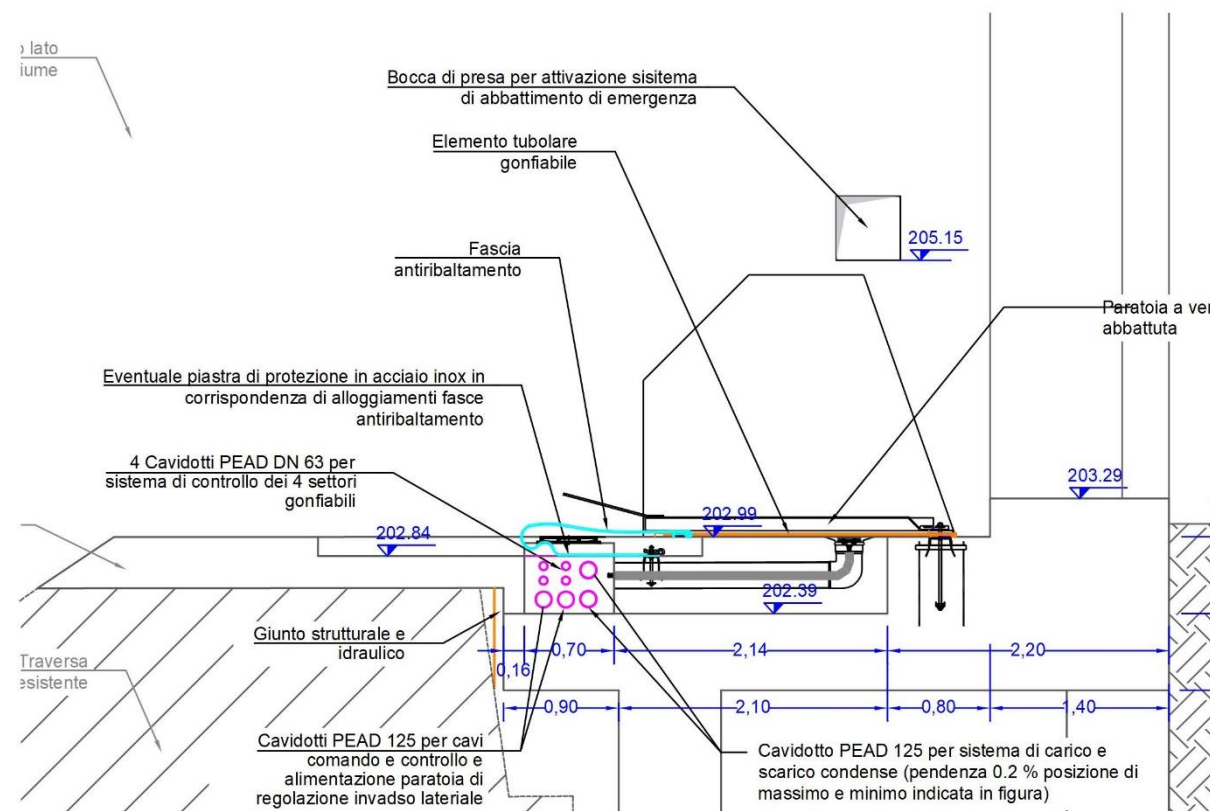 lato
Bocca di presa per attivazione sisitema
di abbattimento di emergenza
Elemento tubolare
gonfiabile
205.15
Fascia
antiribaltamento
Paratoia a
abbattuta
Eventuale piastra di protezione in acciaio inox in
corrispondenza di alloggiamenti fasce
antiribaltamento
4 Cavidotti PEAD DN 63 per
sistema di controllo dei 4 settori
gonfiabili
203.29
202.99
202.84
202.39
Giunto strutturale e
idraulico
0,16
0,70
2,14
2,20
Traversa
esistente
0,90
2,10
0,80
1,40
Cavidotti PEAD 125 per cavi
comando e controllo e
alimentazione paratoia di
regolazione invadso lateriale
Cavidotto PEAD 125 per sistema di carico e
scarico condense (pendenza 0.2 % posizione di
massimo e minimo indicata in figura)